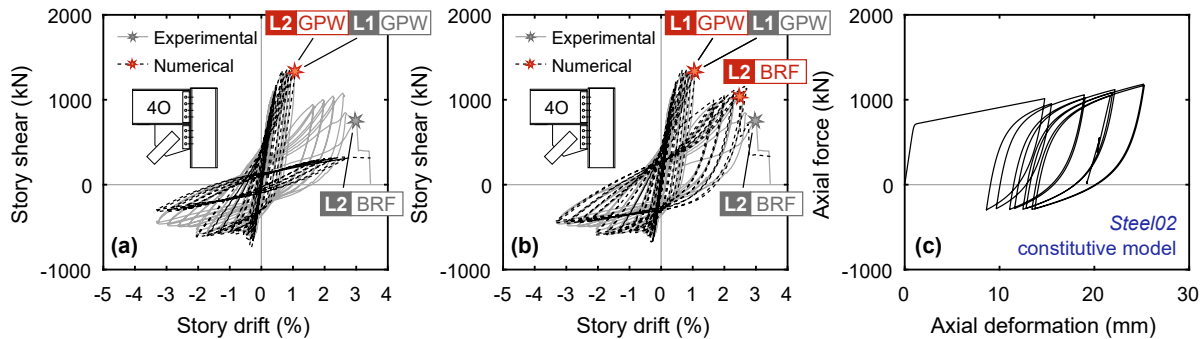 L2 GPW L1 GPW
Experimental
Numerical
4O
L2 BRF
(a)
2000
1000
0
-1000
Story shear (kN)
-5 -4 -3 -2 -1 0 1 2 3 4
Story drift (%)
L1 GPW L1 GPW
Experimental
Numerical
L2 BRF
4O
L2 BRF
(b)
2000
1000
0
-1000
Story shear (kN)
-5 -4 -3 -2 -1 0 1 2 3 4
Story drift (%)
2000
1000
0
-1000
Axial force (kN)
Steel02
constitutive model
(c)
0 10 20 30
Axial deformation (mm)